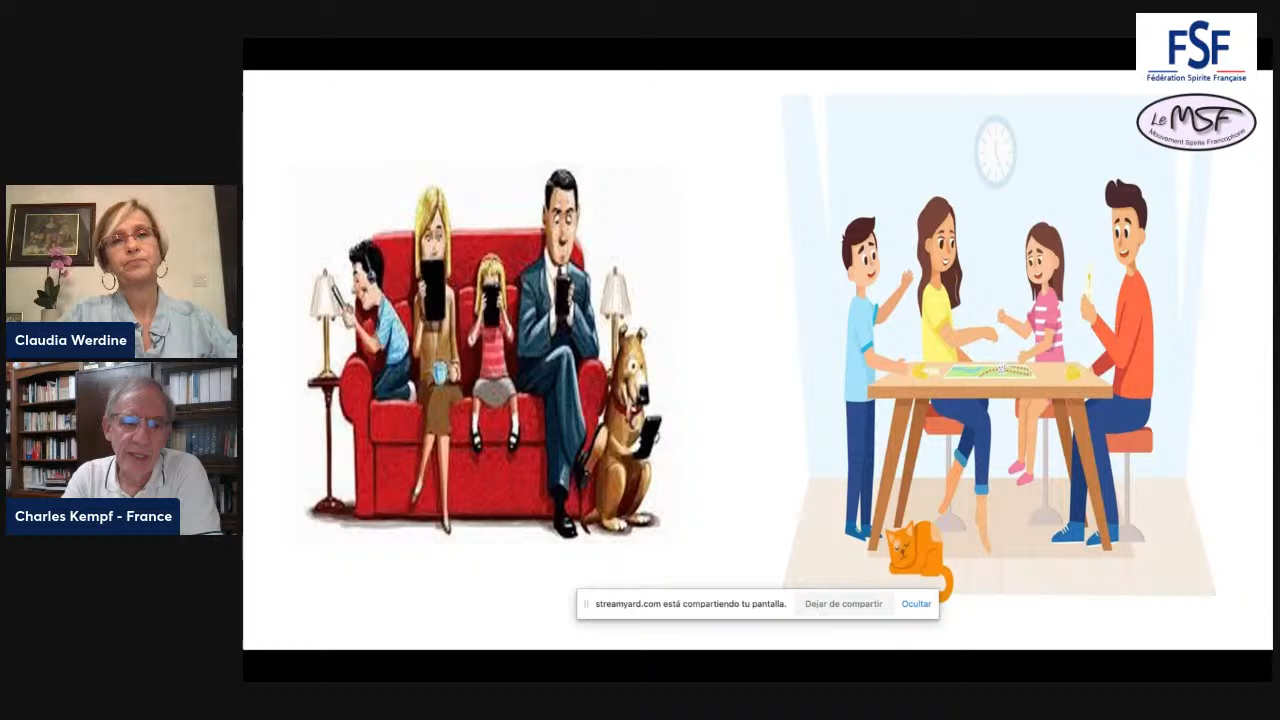 FSF
Fédération Spirite Française
Le MSF
Mouvement Spirite Francophone
Claudia Werdine
Charles Kempf - France
streamyard.com está compartiendo tu pantalla.
Dejar de compartir
Ocultar